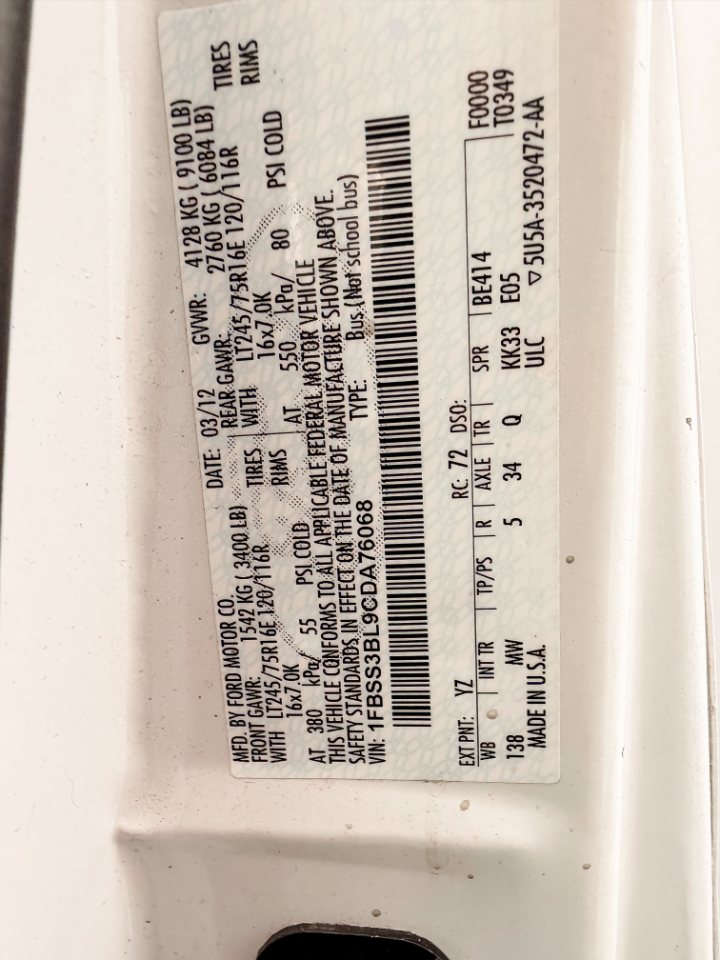 MFD. BY FORD MOTOR CO. DATE: 03/12 GVWR: 4128 KG ( 9100 LB)
FRONT GAWR: 1542 KG ( 3400 LB) REAR GAWR: 2760 KG ( 6084 LB)
WITH LT245/75R16E 120/116R TIRES WITH LT245/75R16E 120/116R TIRES
16x7.0K RIMS 16x7.0K RIMS
AT 380 kPa/ 55 PSI COLD AT 550 kPa/ 80 PSI COLD
THIS VEHICLE CONFORMS TO ALL APPLICABLE FEDERAL MOTOR VEHICLE
SAFETY STANDARDS IN EFFECT ON THE DATE OF MANUFACTURE SHOWN ABOVE.
VIN: 1FBSS3BL9CDA76068 TYPE: Bus (Not school bus)
EXT PNT: YZ RC: 72 DSO: F0000
WB INT TR TP/PS R AXLE TR SPR BE414 T0349
138 MW 5 34 Q KK33 E05
MADE IN U.S.A. ULC ▽5U5A-3520472-AA